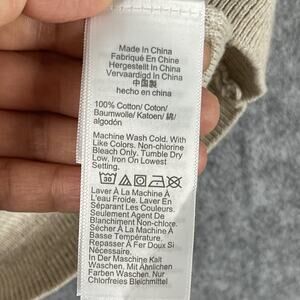 Made In China
Fabriqué En Chine
Hergestellt In China
Vervaardigd In China
中国製
hecho en china
100% Cotton/ Coton/
Baumwolle/ Katoen/ 綿/
algodón
Machine Wash Cold. With
Like Colors. Non-chlorine
Bleach Only. Tumble Dry
Low, Iron On Lowest
Setting.
30
Laver À La Machine À
L'eau Froide. Laver En
Séparant Les Couleurs.
Seulement Agent De
Blanchiment Non Chloré.
Sécher À La Machine À
Basse Température.
Repasser À Fer Doux Si
Nécessaire.
In Der Maschine Kalt
Waschen. Mit Ähnlichen
Farben Waschen. Nur
Chlorfreies Bleichmittel